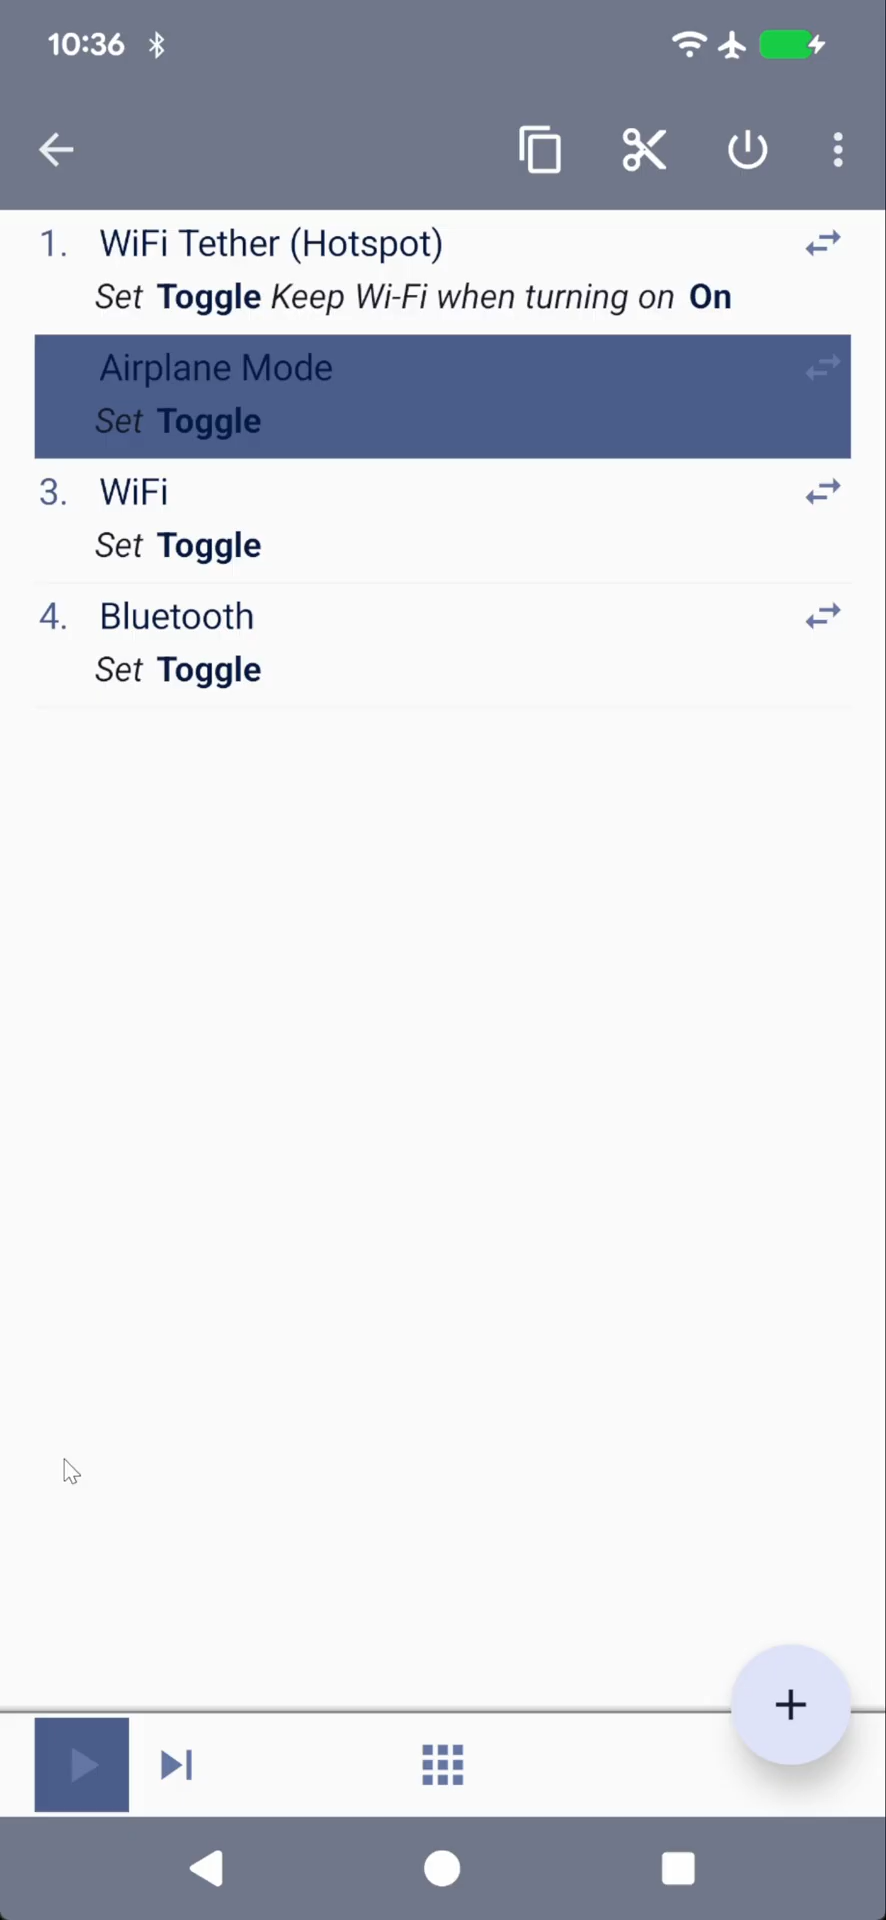 10:36
1. WiFi Tether (Hotspot)
Set Toggle Keep Wi-Fi when turning on On
Airplane Mode
Set Toggle
3. WiFi
Set Toggle
4. Bluetooth
Set Toggle